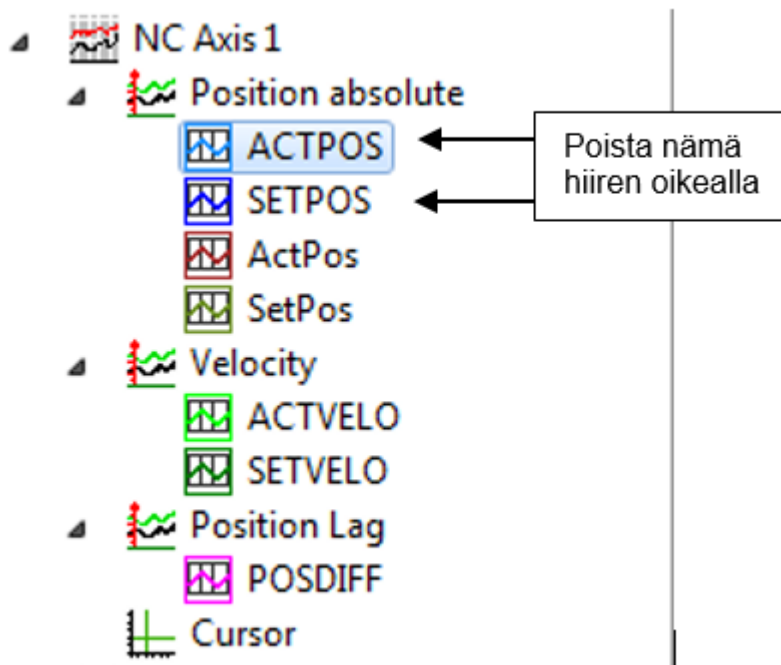 NC Axis 1
Position absolute
ACTPOS
SETPOS
ActPos
SetPos
Velocity
ACTVELO
SETVELO
Position Lag
POSDIFF
Cursor
Poista nämä
hiiren oikealla